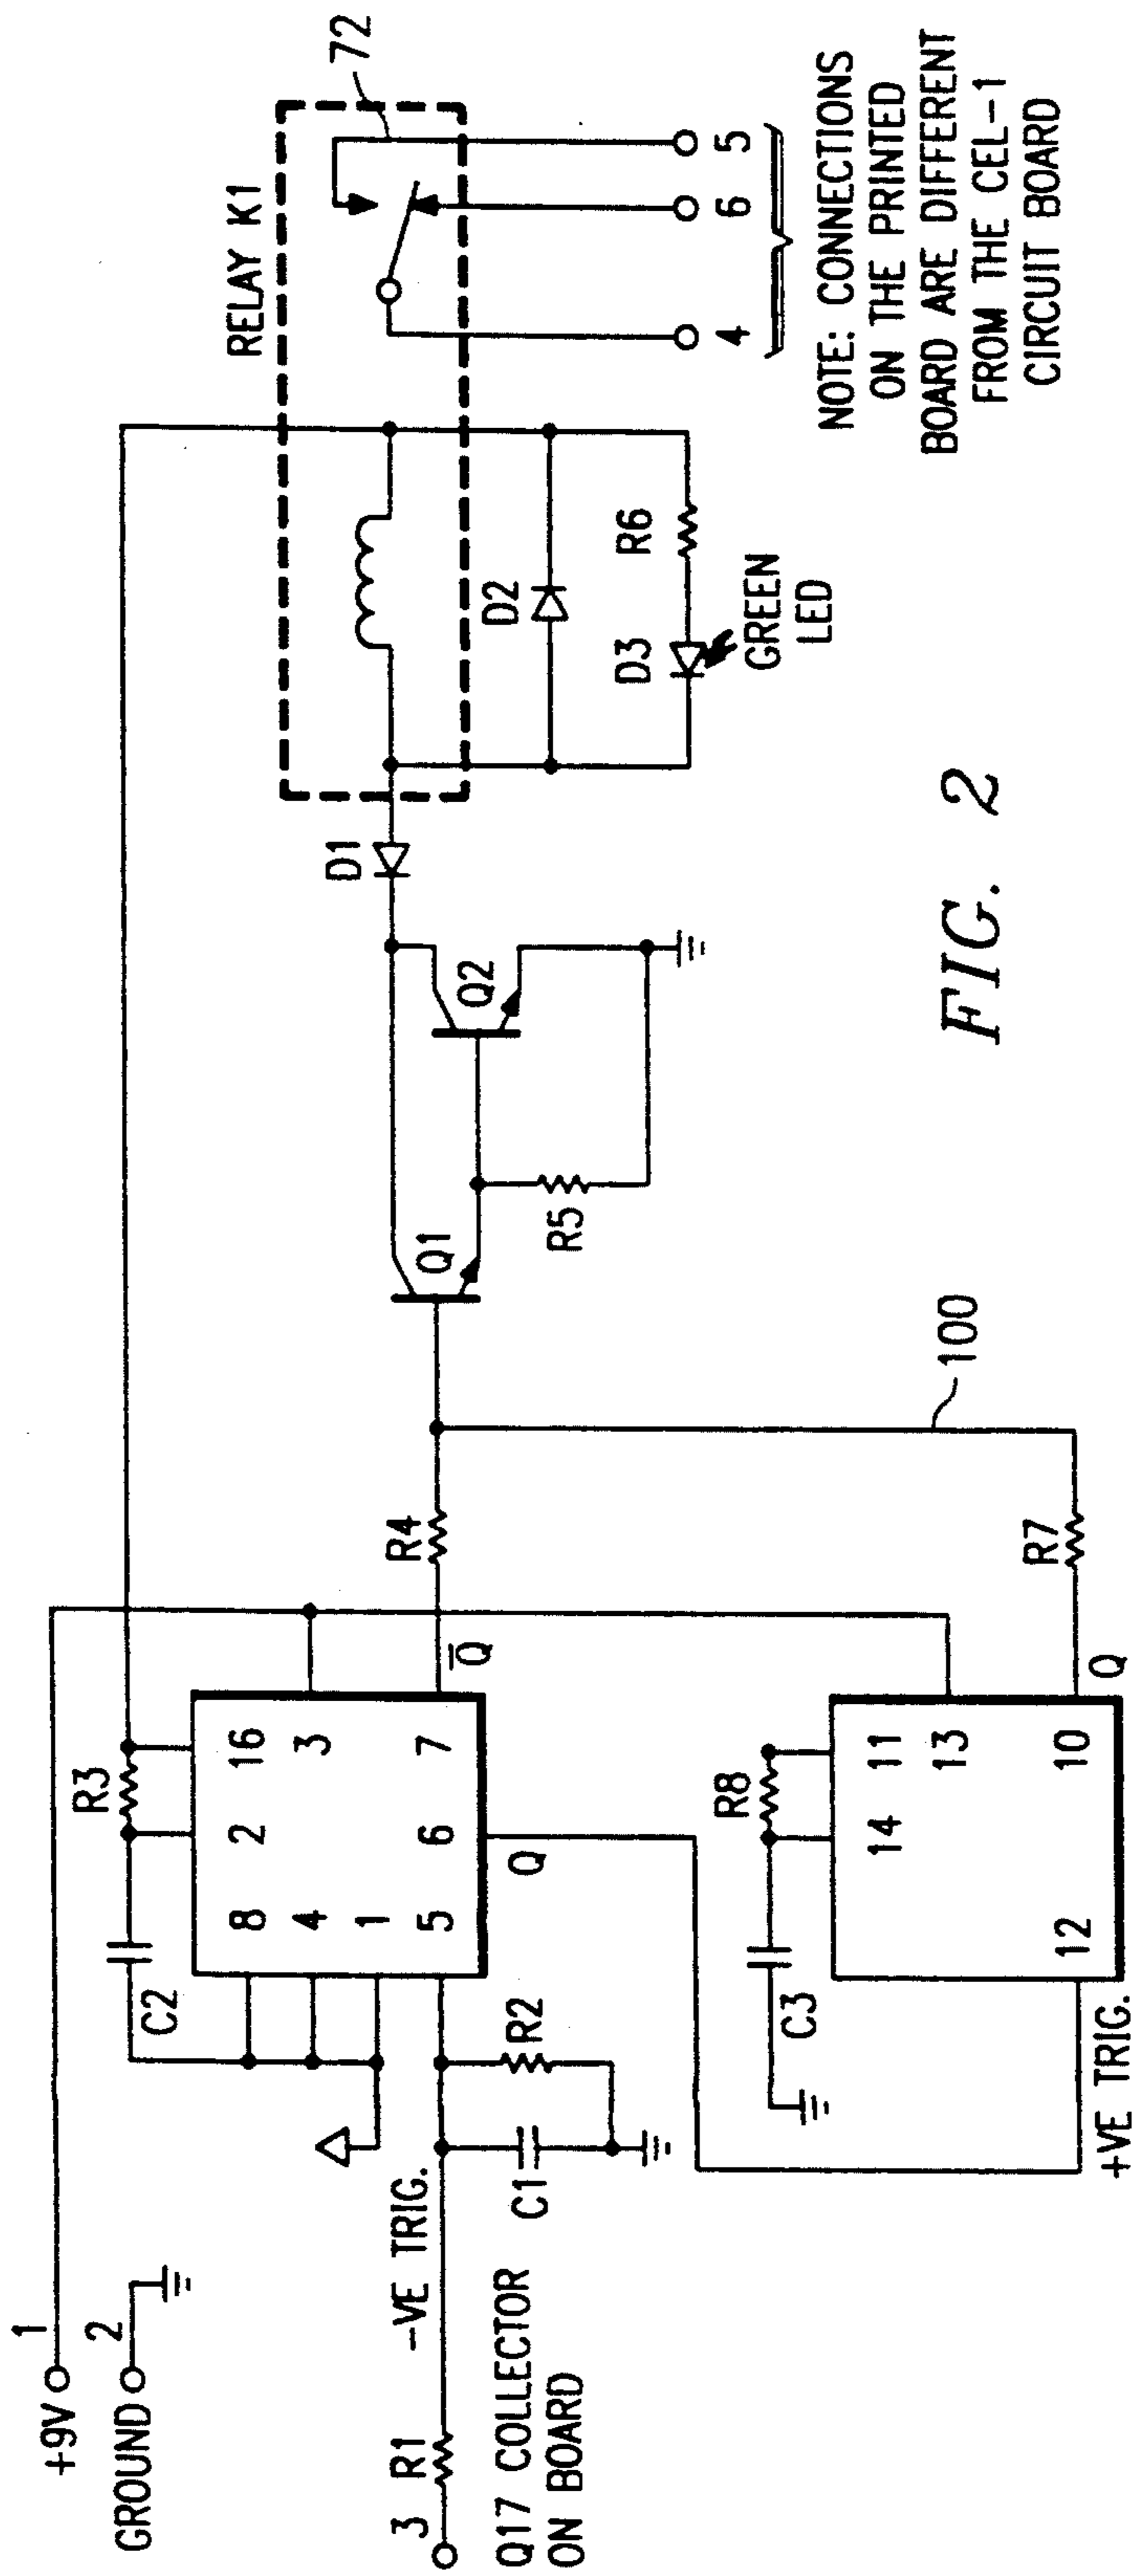 +9V
1
GROUND
2
3
R1
-VE TRIG.
Q17 COLLECTOR
ON BOARD
C1
R2
C2
R3
8
2
16
4
3
1
5
6
7
Q
Q̅
R4
C3
R8
14
11
13
12
10
Q
+VE TRIG.
R7
100
Q1
R5
Q2
D1
RELAY K1
72
D2
D3
R6
GREEN
LED
4
6
5
NOTE: CONNECTIONS
ON THE PRINTED
BOARD ARE DIFFERENT
FROM THE CEL-1
CIRCUIT BOARD
FIG. 2